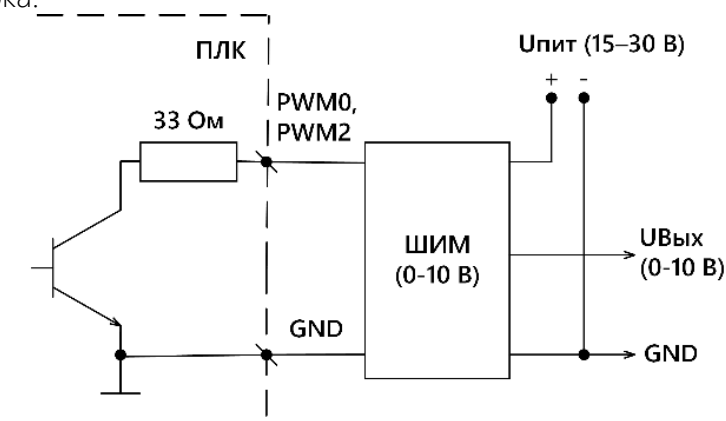 ПЛК
Uпит (15–30 В)
+ -
33 Ом
PWM0,
PWM2
ШИМ
(0-10 В)
UВых
(0-10 В)
GND
GND